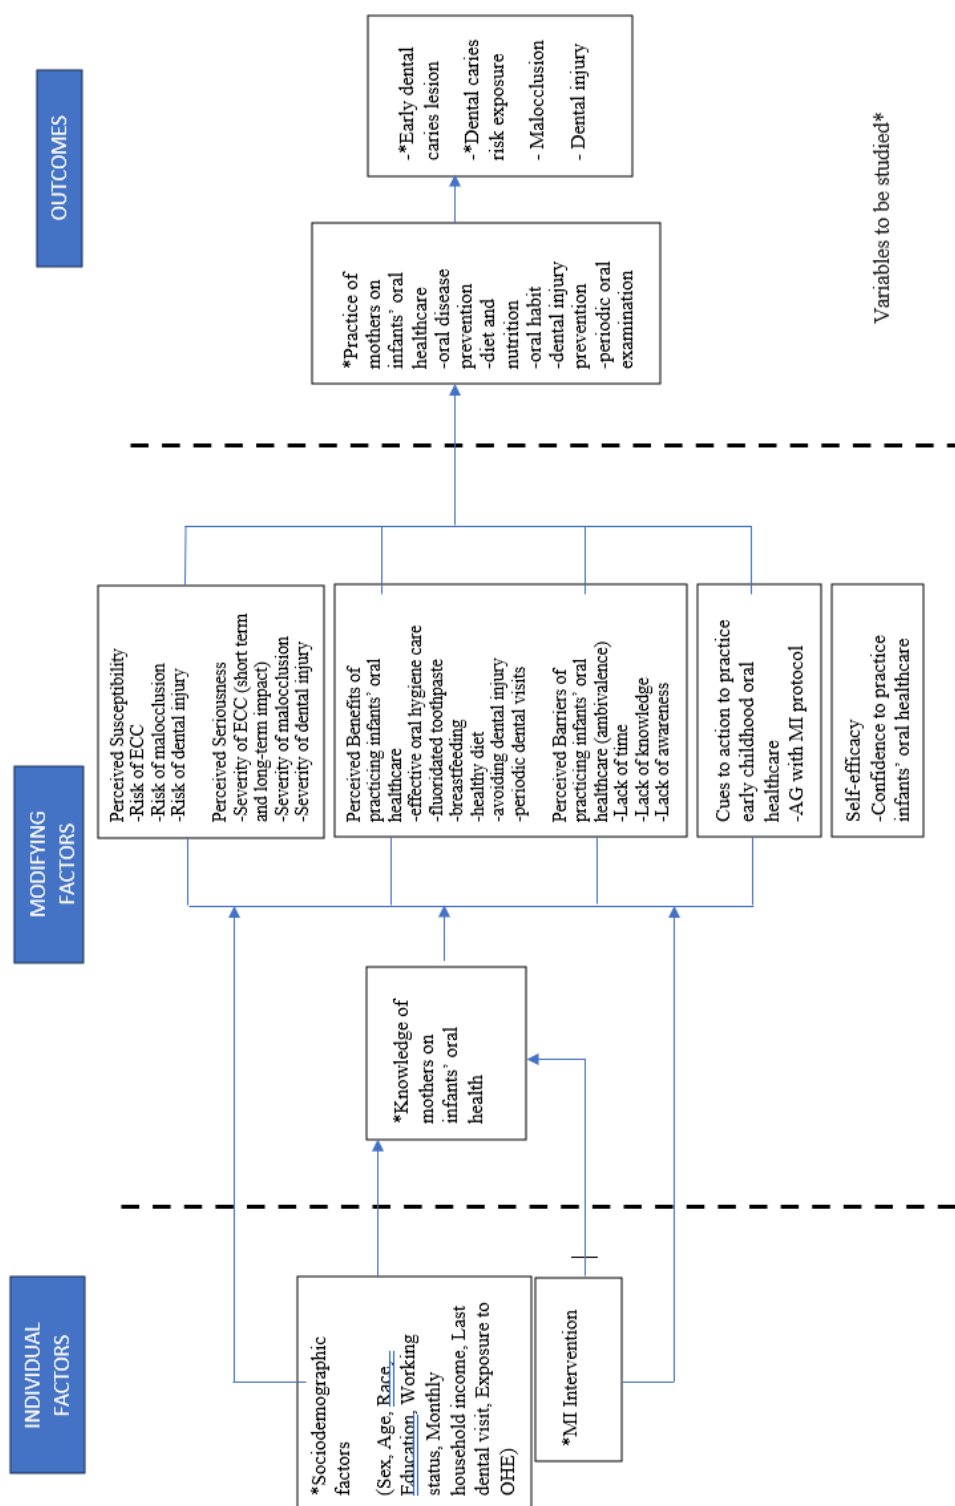 INDIVIDUAL
FACTORS
MODIFYING
FACTORS
OUTCOMES
*Sociodemographic
factors
(Sex, Age, Race,
Education, Working
status, Monthly
household income, Last
dental visit, Exposure to
OHE)
*MI Intervention
*Knowledge of
mothers on
infants’ oral
health
Perceived Susceptibility
-Risk of ECC
-Risk of malocclusion
-Risk of dental injury
Perceived Seriousness
-Severity of ECC (short term
and long-term impact)
-Severity of malocclusion
-Severity of dental injury
Perceived Benefits of
practicing infants’ oral
healthcare
-effective oral hygiene care
-fluoridated toothpaste
-breastfeeding
-healthy diet
-avoiding dental injury
-periodic dental visits
Perceived Barriers of
practicing infants’ oral
healthcare (ambivalence)
-Lack of time
-Lack of knowledge
-Lack of awareness
Cues to action to practice
early childhood oral
healthcare
-AG with MI protocol
Self-efficacy
-Confidence to practice
infants’ oral healthcare
*Practice of
mothers on
infants’ oral
healthcare
-oral disease
prevention
-diet and
nutrition
-oral habit
-dental injury
prevention
-periodic oral
examination
-*Early dental
caries lesion
-*Dental caries
risk exposure
- Malocclusion
- Dental injury
Variables to be studied*